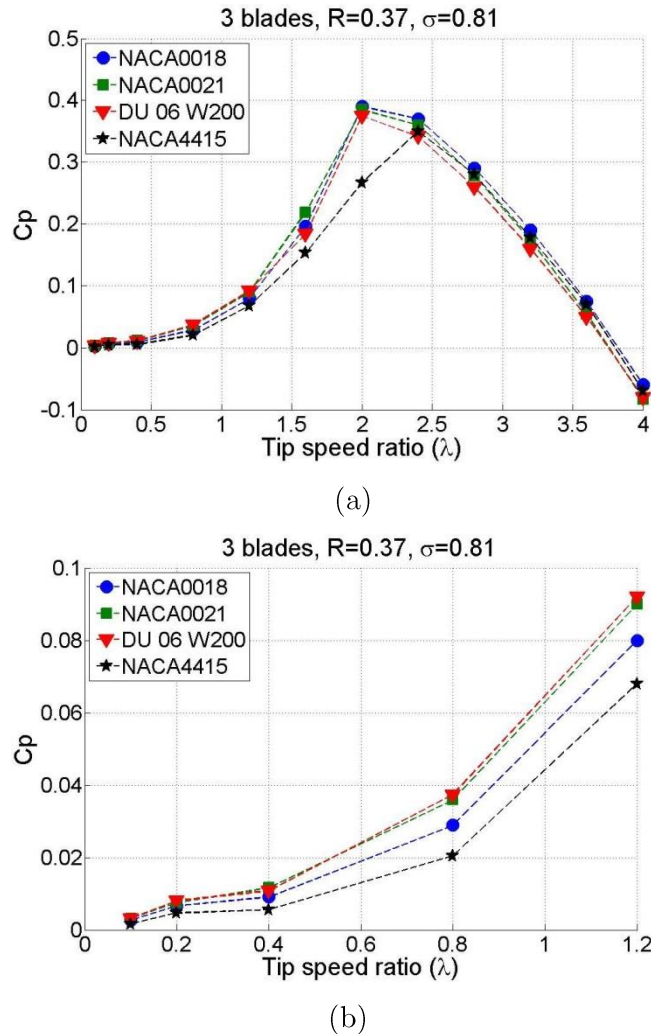 3 blades, R=0.37, σ=0.81
NACA0018
NACA0021
DU 06 W200
NACA4415
Cp
0.5
0.4
0.3
0.2
0.1
0
-0.1
0 0.5 1 1.5 2 2.5 3 3.5 4
Tip speed ratio (λ)
(a)
3 blades, R=0.37, σ=0.81
NACA0018
NACA0021
DU 06 W200
NACA4415
Cp
0.1
0.08
0.06
0.04
0.02
0
0 0.2 0.4 0.6 0.8 1 1.2
Tip speed ratio (λ)
(b)